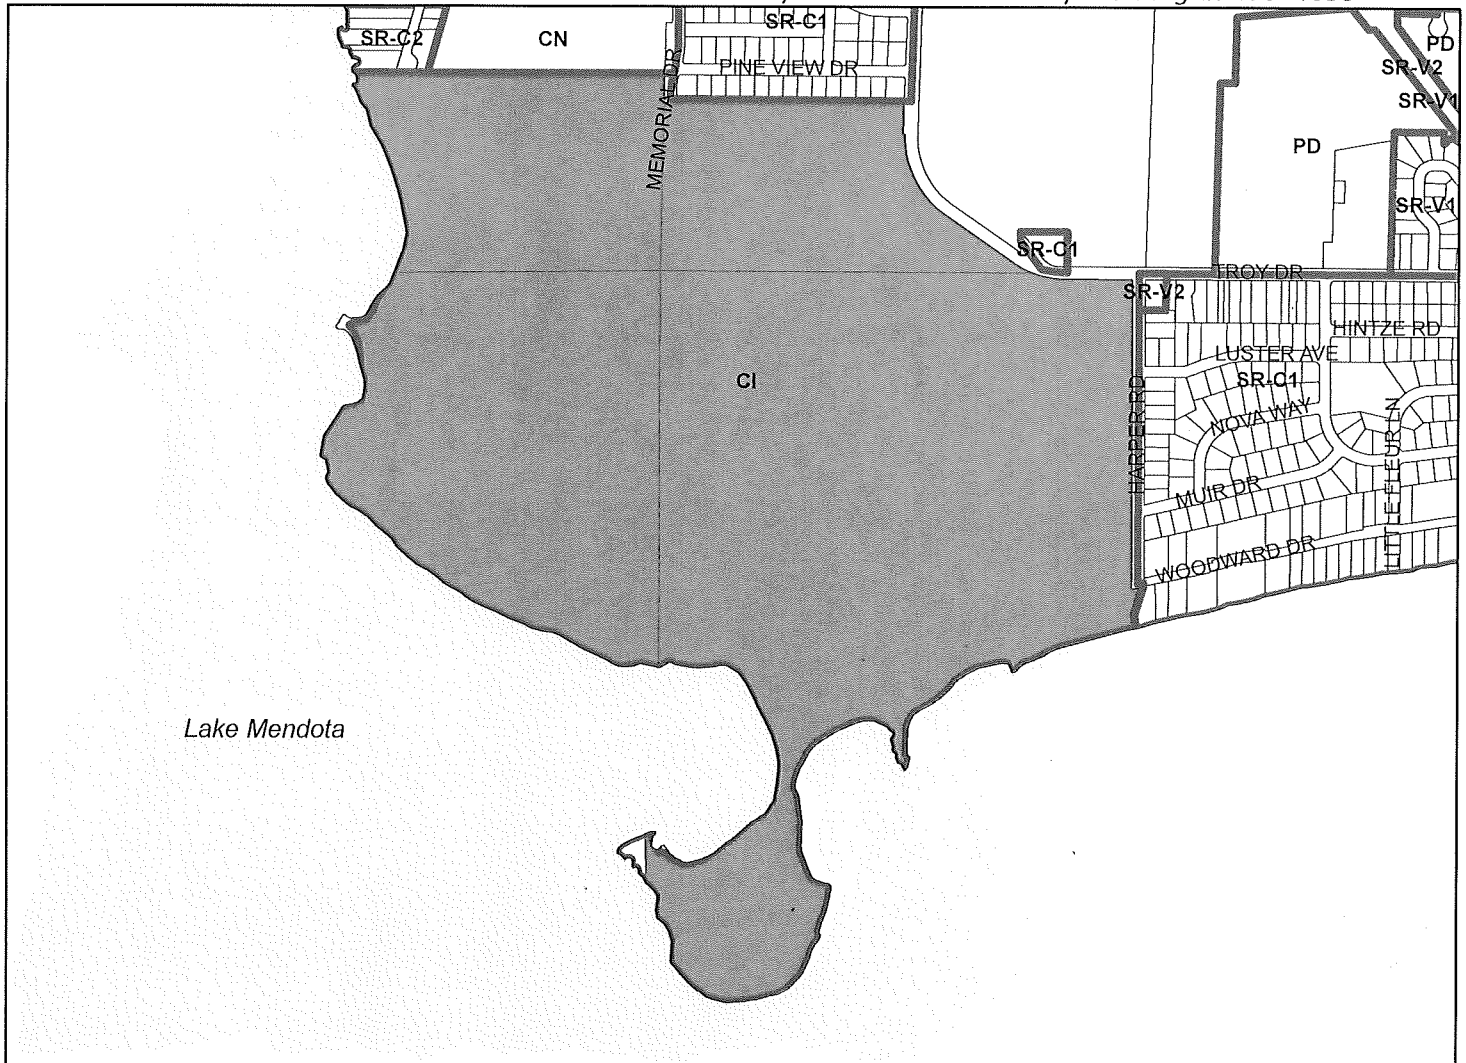 SR-C1
SR-C2
CN
PD
PINE VIEW DR
SR-V2
SR-V1
MEMORIAL DR
PD
SR-V1
SR-C1
TROY DR
SR-V2
HINTZE RD
LUSTER AVE
CI
SR-C1
HARPER RD
NOVA WAY
LITTLEFLEUR LN
MUIR DR
WOODWARD DR
Lake Mendota